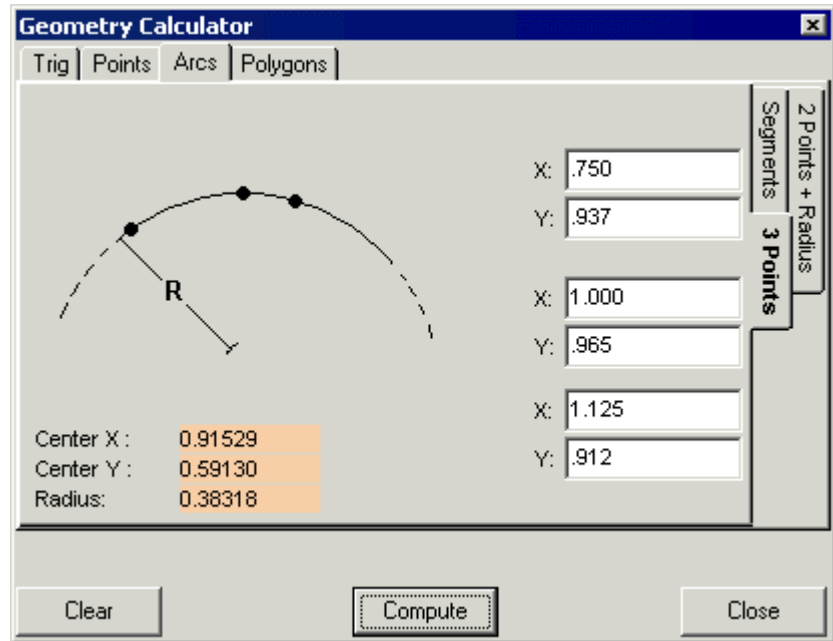 Geometry Calculator
Trig Points Arcs Polygons
Segments
2 Points + Radius
3 Points
X: .750
Y: .937
R
X: 1.000
Y: .965
X: 1.125
Y: .912
Center X : 0.91529
Center Y : 0.59130
Radius: 0.38318
Clear Compute Close